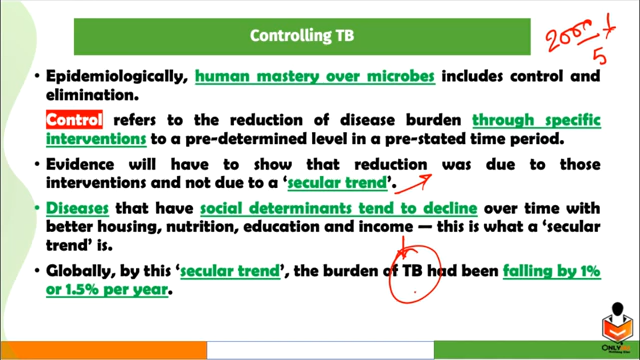 Controlling TB
• Epidemiologically, human mastery over microbes includes control and
elimination.
Control refers to the reduction of disease burden through specific
interventions to a pre-determined level in a pre-stated time period.
• Evidence will have to show that reduction was due to those
interventions and not due to a ‘secular trend’.
• Diseases that have social determinants tend to decline over time with
better housing, nutrition, education and income — this is what a ‘secular
trend’ is.
• Globally, by this ‘secular trend’, the burden of TB had been falling by 1%
or 1.5% per year.
5